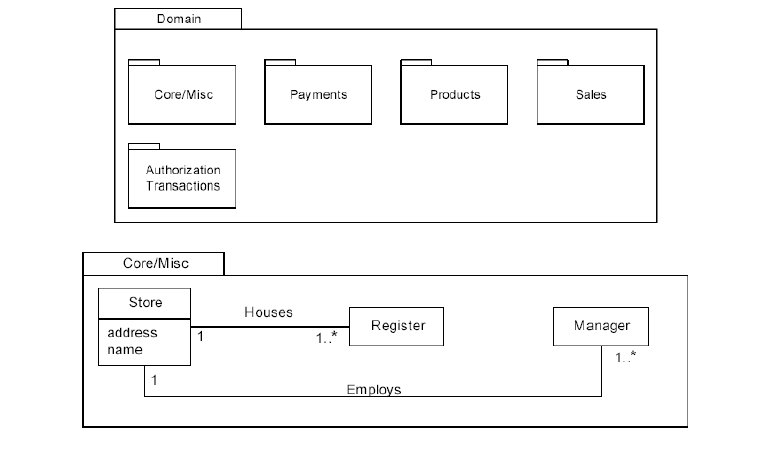 Domain
Core/Misc
Payments
Products
Sales
Authorization
Transactions
Core/Misc
Store
address
name
Houses
1
1..*
Register
Manager
1..*
1
Employs